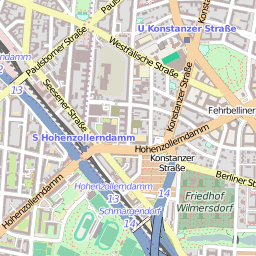 Paulsborner Straße
U Konstanzer Straße
Westfälische Straße
13
Seesener Straße
Konstanzer Straße
Fehrbelliner
S Hohenzollerndamm
Hohenzollerndamm
Konstanzer
Straße
Berliner
Hohenzollerndamm
13
Hohenzollerndamm
14
Schmargendorf
14
Friedhof
Wilmersdorf